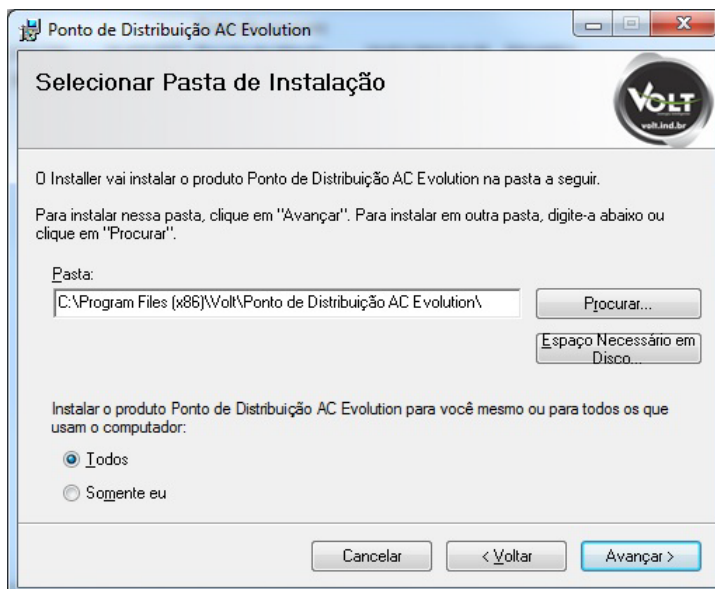 Ponto de Distribuição AC Evolution
Selecionar Pasta de Instalação
VOLT
volt.ind.br
O Installer vai instalar o produto Ponto de Distribuição AC Evolution na pasta a seguir.
Para instalar nessa pasta, clique em "Avançar". Para instalar em outra pasta, digite-a abaixo ou
clique em "Procurar".
Pasta:
C:\Program Files (x86)\Volt\Ponto de Distribuição AC Evolution\
Procurar...
Espaço Necessário em
Disco...
Instalar o produto Ponto de Distribuição AC Evolution para você mesmo ou para todos os que
usam o computador:
Todos
Somente eu
Cancelar
< Voltar
Avançar >